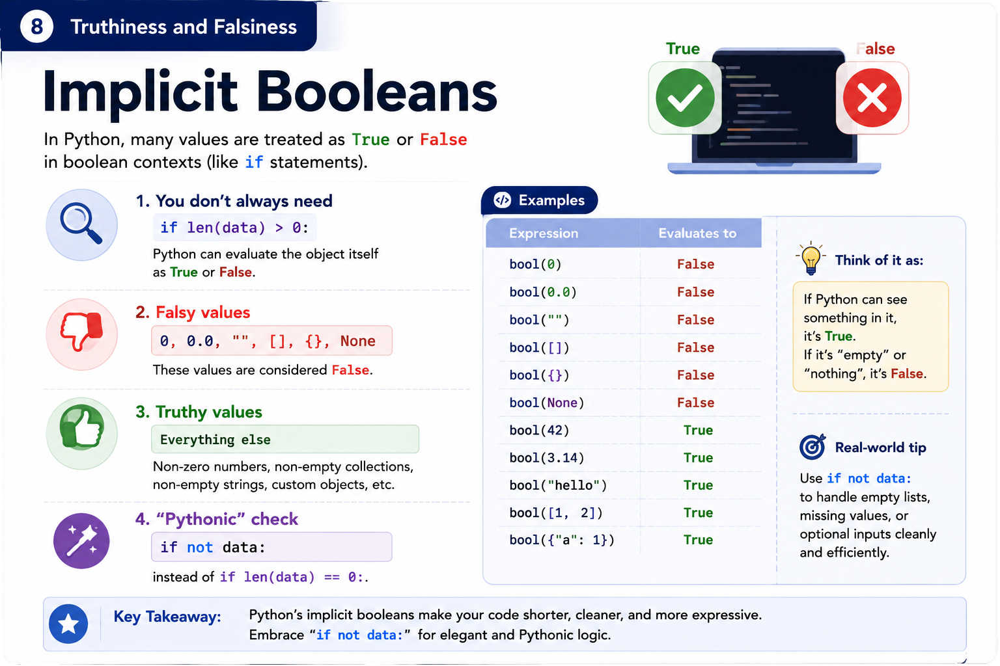 8 Truthiness and Falsiness
Implicit Booleans
In Python, many values are treated as True or False
in boolean contexts (like if statements).
True
False
1. You don’t always need
if len(data) > 0:
Python can evaluate the object itself
as True or False.
2. Falsy values
0, 0.0, "", [], {}, None
These values are considered False.
3. Truthy values
Everything else
Non-zero numbers, non-empty collections,
non-empty strings, custom objects, etc.
4. “Pythonic” check
if not data:
instead of if len(data) == 0:.
</> Examples
Expression Evaluates to
bool(0) False
bool(0.0) False
bool("") False
bool([]) False
bool({}) False
bool(None) False
bool(42) True
bool(3.14) True
bool("hello") True
bool([1, 2]) True
bool({"a": 1}) True
Think of it as:
If Python can see
something in it,
it’s True.
If it’s “empty” or
“nothing”, it’s False.
Real-world tip
Use if not data:
to handle empty lists,
missing values, or
optional inputs cleanly
and efficiently.
Key Takeaway:
Python’s implicit booleans make your code shorter, cleaner, and more expressive.
Embrace “if not data:” for elegant and Pythonic logic.